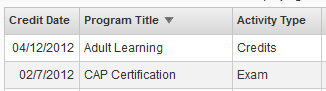 Credit Date Program Title Activity Type
04/12/2012 Adult Learning Credits
02/7/2012 CAP Certification Exam